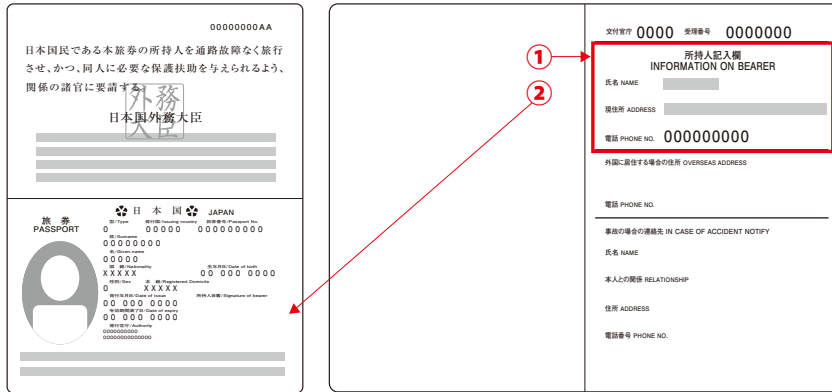 00000000AA
日本国民である本旅券の所持人を通路故障なく旅行
させ、かつ、同人に必要な保護扶助を与えられるよう、
関係の諸官に要請する。
外務
大臣
日本国外務大臣
日本国 JAPAN
旅券
PASSPORT
型/Type 発行国/Issuing country 旅券番号/Passport No.
0 00000 000000000
姓/Surname
00000000
名/Given name
00000
国籍/Nationality 生年月日/Date of birth
XXXXX 00 000 0000
性別/Sex 本籍/Registered Domicile
0 XXXXX
発行年月日/Date of issue 所持人自署/Signature of bearer
00 000 0000
有効期間満了日/Date of expiry
00 000 0000
発行官庁/Authority
0000000000
00000000000000
①
②
交付官庁 0000 受理番号 0000000
所持人記入欄
INFORMATION ON BEARER
氏名 NAME
現住所 ADDRESS
電話 PHONE NO. 000000000
外国に居住する場合の住所 OVERSEAS ADDRESS
電話 PHONE NO.
事故の場合の連絡先 IN CASE OF ACCIDENT NOTIFY
氏名 NAME
本人との関係 RELATIONSHIP
住所 ADDRESS
電話番号 PHONE NO.